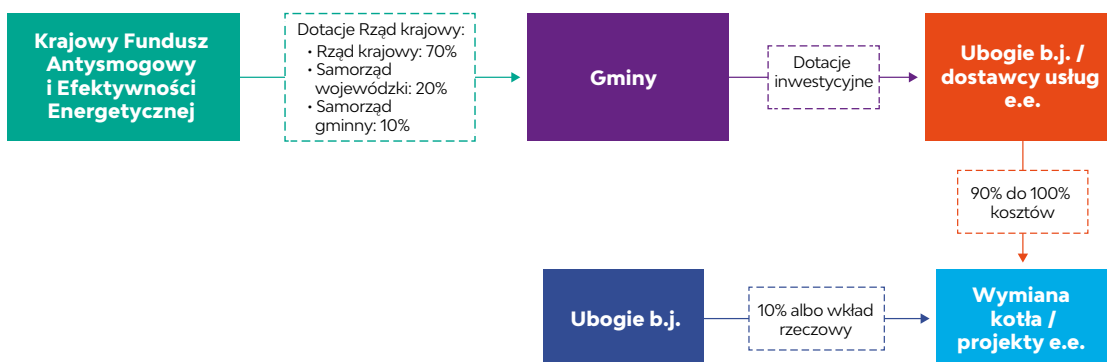 Krajowy Fundusz
Antysmogowy
i Efektywności
Energetycznej
Dotacje Rząd krajowy:
• Rząd krajowy: 70%
• Samorząd
wojewódzki: 20%
• Samorząd
gminny: 10%
Gminy
Dotacje
inwestycyjne
Ubogie b.j. /
dostawcy usług
e.e.
90% do 100%
kosztów
Ubogie b.j.
10% albo wkład
rzeczowy
Wymiana
kotła /
projekty e.e.